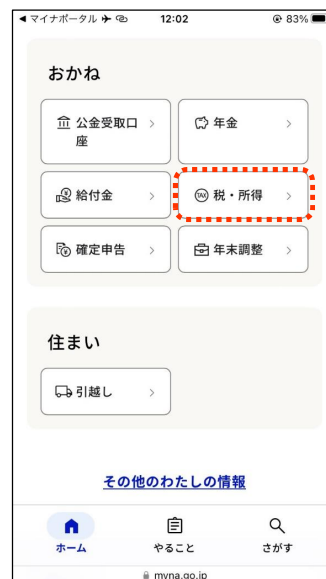 ◀ マイナポータル 12:02 83%
おかね
公金受取口座
年金
給付金
税・所得
確定申告
年末調整
住まい
引越し
その他のわたしの情報
ホーム
やること
さがす
myna.go.jp